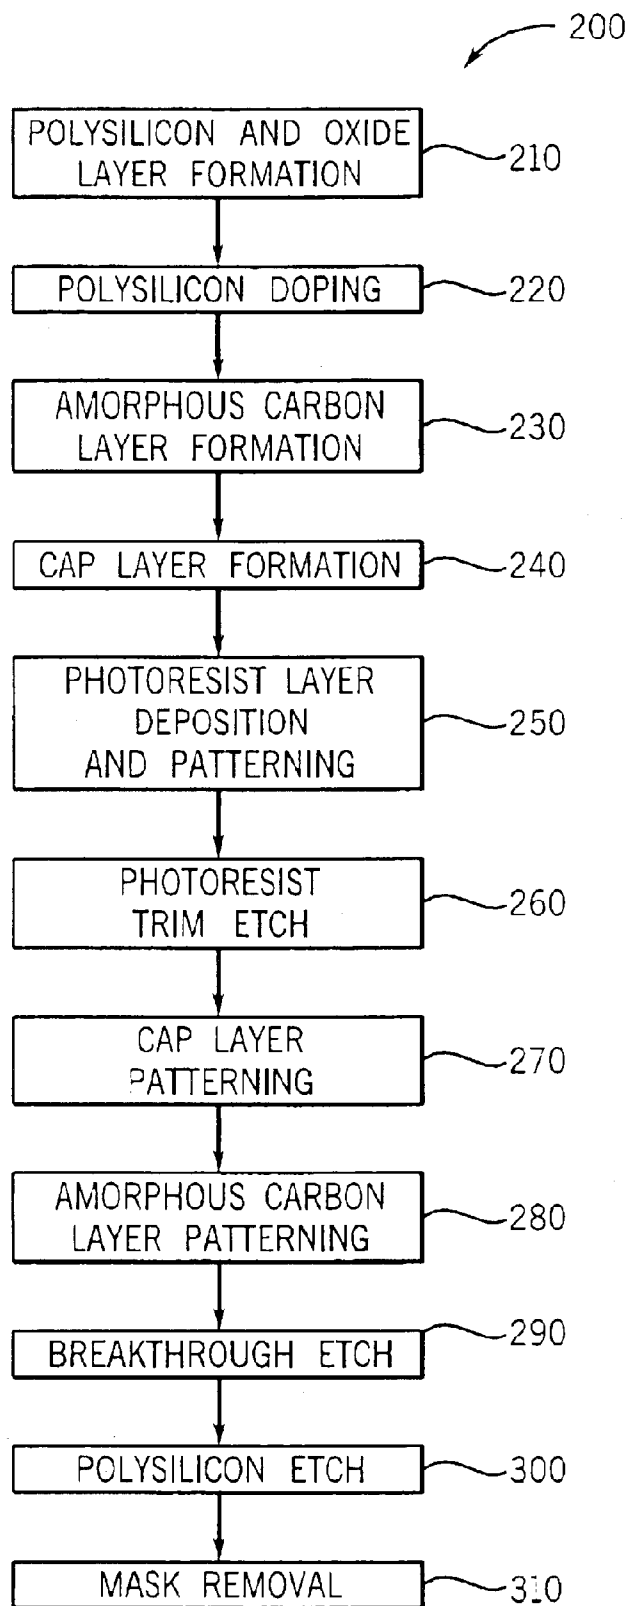 200
POLYSILICON AND OXIDE
LAYER FORMATION
210
POLYSILICON DOPING
220
AMORPHOUS CARBON
LAYER FORMATION
230
CAP LAYER FORMATION
240
PHOTORESIST LAYER
DEPOSITION
AND PATTERNING
250
PHOTORESIST
TRIM ETCH
260
CAP LAYER
PATTERNING
270
AMORPHOUS CARBON
LAYER PATTERNING
280
BREAKTHROUGH ETCH
290
POLYSILICON ETCH
300
MASK REMOVAL
310